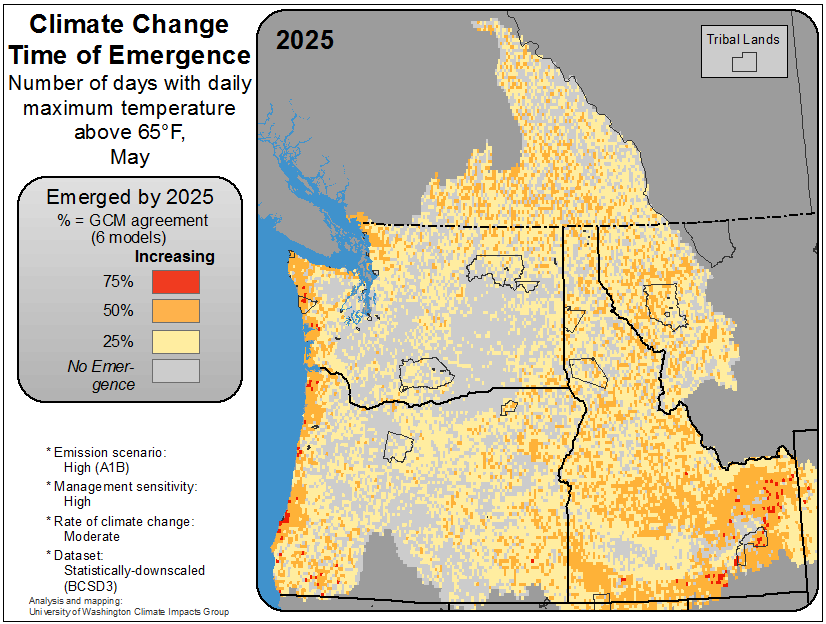 Climate Change
Time of Emergence
Number of days with daily
maximum temperature
above 65°F,
May
Emerged by 2025
% = GCM agreement
(6 models)
Increasing
75%
50%
25%
No Emer-
gence
* Emission scenario:
High (A1B)
* Management sensitivity:
High
* Rate of climate change:
Moderate
* Dataset:
Statistically-downscaled
(BCSD3)
Analysis and mapping:
University of Washington Climate Impacts Group
2025
Tribal Lands